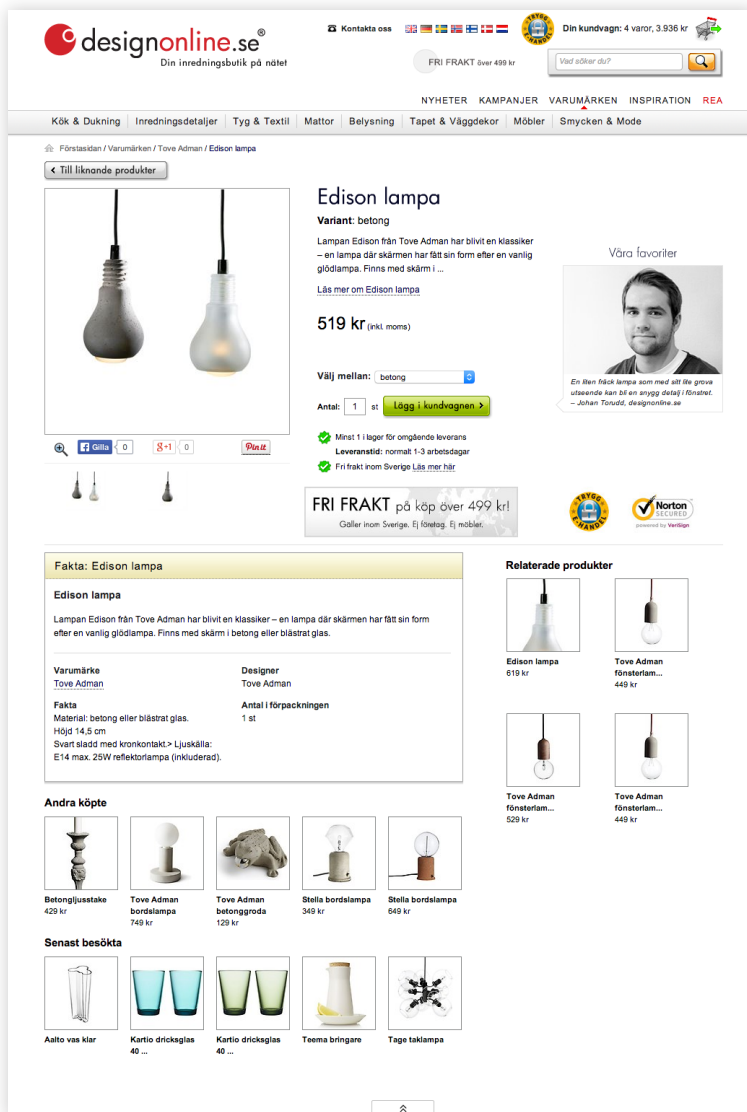 designonline.se®
Din inredningsbutik på nätet
Kontakta oss
TRYGG E-HANDEL
Din kundvagn: 4 varor, 3.936 kr
FRI FRAKT över 499 kr
Vad söker du?
NYHETER KAMPANJER VARUMÄRKEN INSPIRATION REA
Kök & Dukning Inredningsdetaljer Tyg & Textil Mattor Belysning Tapet & Väggdekor Möbler Smycken & Mode
Förstasidan / Varumärken / Tove Adman / Edison lampa
Till liknande produkter
Edison lampa
Variant: betong
Lampan Edison från Tove Adman har blivit en klassiker
– en lampa där skärmen har fått sin form efter en vanlig
glödlampa. Finns med skärm i ...
Läs mer om Edison lampa
519 kr (inkl. moms)
Välj mellan: betong
Antal: 1 st Lägg i kundvagnen
Minst 1 i lager för omgående leverans
Leveranstid: normalt 1-3 arbetsdagar
Fri frakt inom Sverige Läs mer här
Våra favoriter
En liten fräck lampa som med sitt lite grova
utseende kan bli en snygg detalj i fönstret.
– Johan Torudd, designonline.se
Gilla 0 g+1 0 Pin it
FRI FRAKT på köp över 499 kr!
Gäller inom Sverige. Ej företag. Ej möbler.
TRYGG E-HANDEL
Norton
SECURED
powered by VeriSign
Fakta: Edison lampa
Edison lampa
Lampan Edison från Tove Adman har blivit en klassiker – en lampa där skärmen har fått sin form
efter en vanlig glödlampa. Finns med skärm i betong eller blästrat glas.
Varumärke
Tove Adman
Designer
Tove Adman
Fakta
Material: betong eller blästrat glas.
Höjd 14,5 cm
Svart sladd med kronkontakt.> Ljuskälla:
E14 max. 25W reflektorlampa (inkluderad).
Antal i förpackningen
1 st
Relaterade produkter
Edison lampa
619 kr
Tove Adman
fönsterlam...
449 kr
Tove Adman
fönsterlam...
529 kr
Tove Adman
fönsterlam...
449 kr
Andra köpte
Betongljusstake
429 kr
Tove Adman
bordslampa
749 kr
Tove Adman
betonggroda
129 kr
Stella bordslampa
349 kr
Stella bordslampa
649 kr
Senast besökta
Aalto vas klar
Kartio dricksglas
40 ...
Kartio dricksglas
40 ...
Teema bringare
Tage taklampa